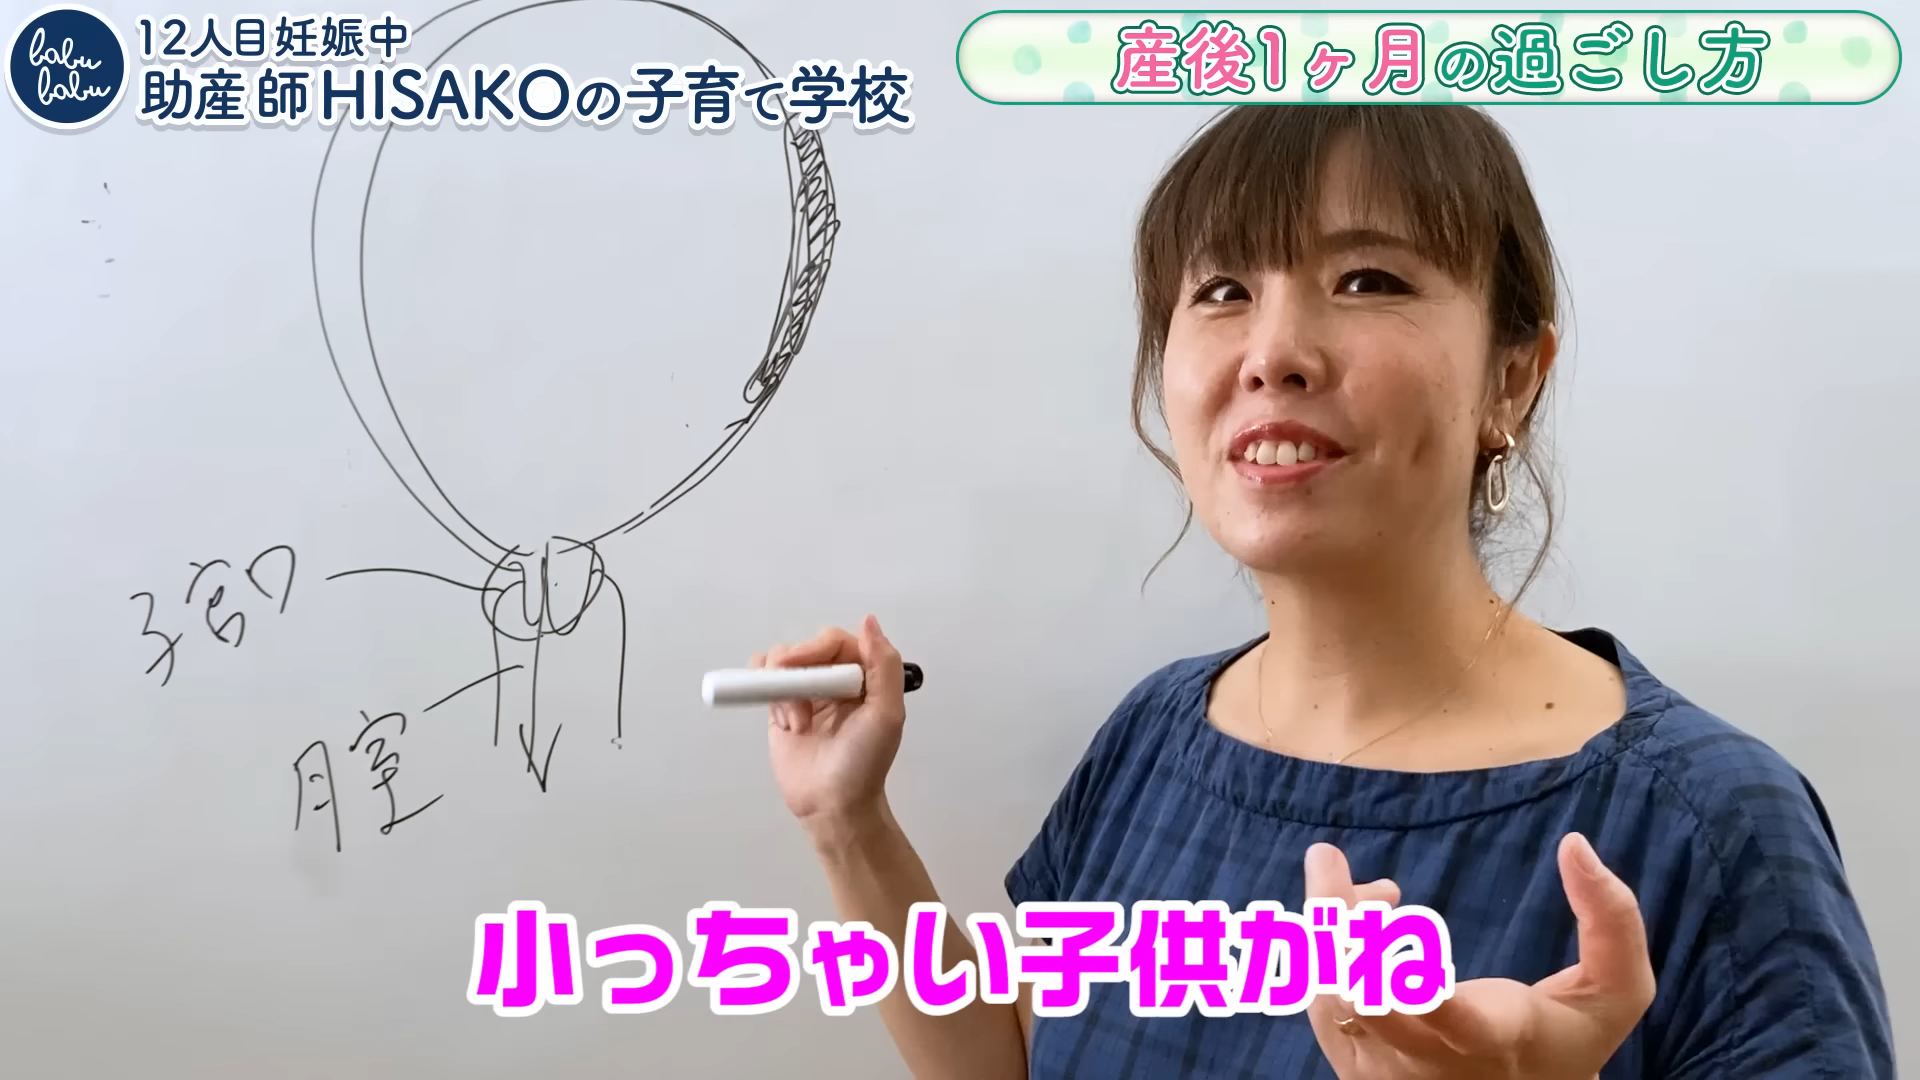 babu
babu
12人目妊娠中
助産師HISAKOの子育て学校
産後1ヶ月の過ごし方
子宮口
膣
小っちゃい子供がね